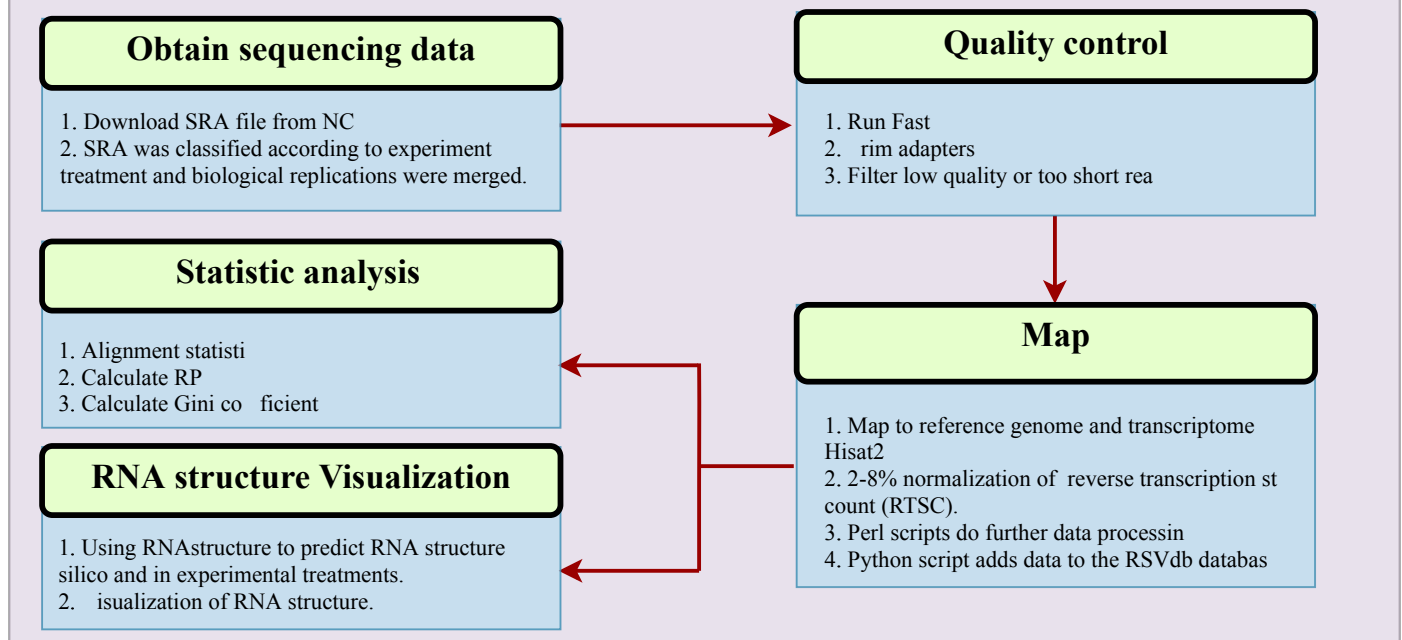 Obtain sequencing data
1. Download SRA file from NC
2. SRA was classified according to experiment
treatment and biological replications were merged.
Quality control
1. Run Fast
2. rim adapters
3. Filter low quality or too short rea
Statistic analysis
1. Alignment statisti
2. Calculate RP
3. Calculate Gini co ficient
Map
1. Map to reference genome and transcriptome
Hisat2
2. 2-8% normalization of reverse transcription st
count (RTSC).
3. Perl scripts do further data processin
4. Python script adds data to the RSVdb databas
RNA structure Visualization
1. Using RNAstructure to predict RNA structure
silico and in experimental treatments.
2. isualization of RNA structure.